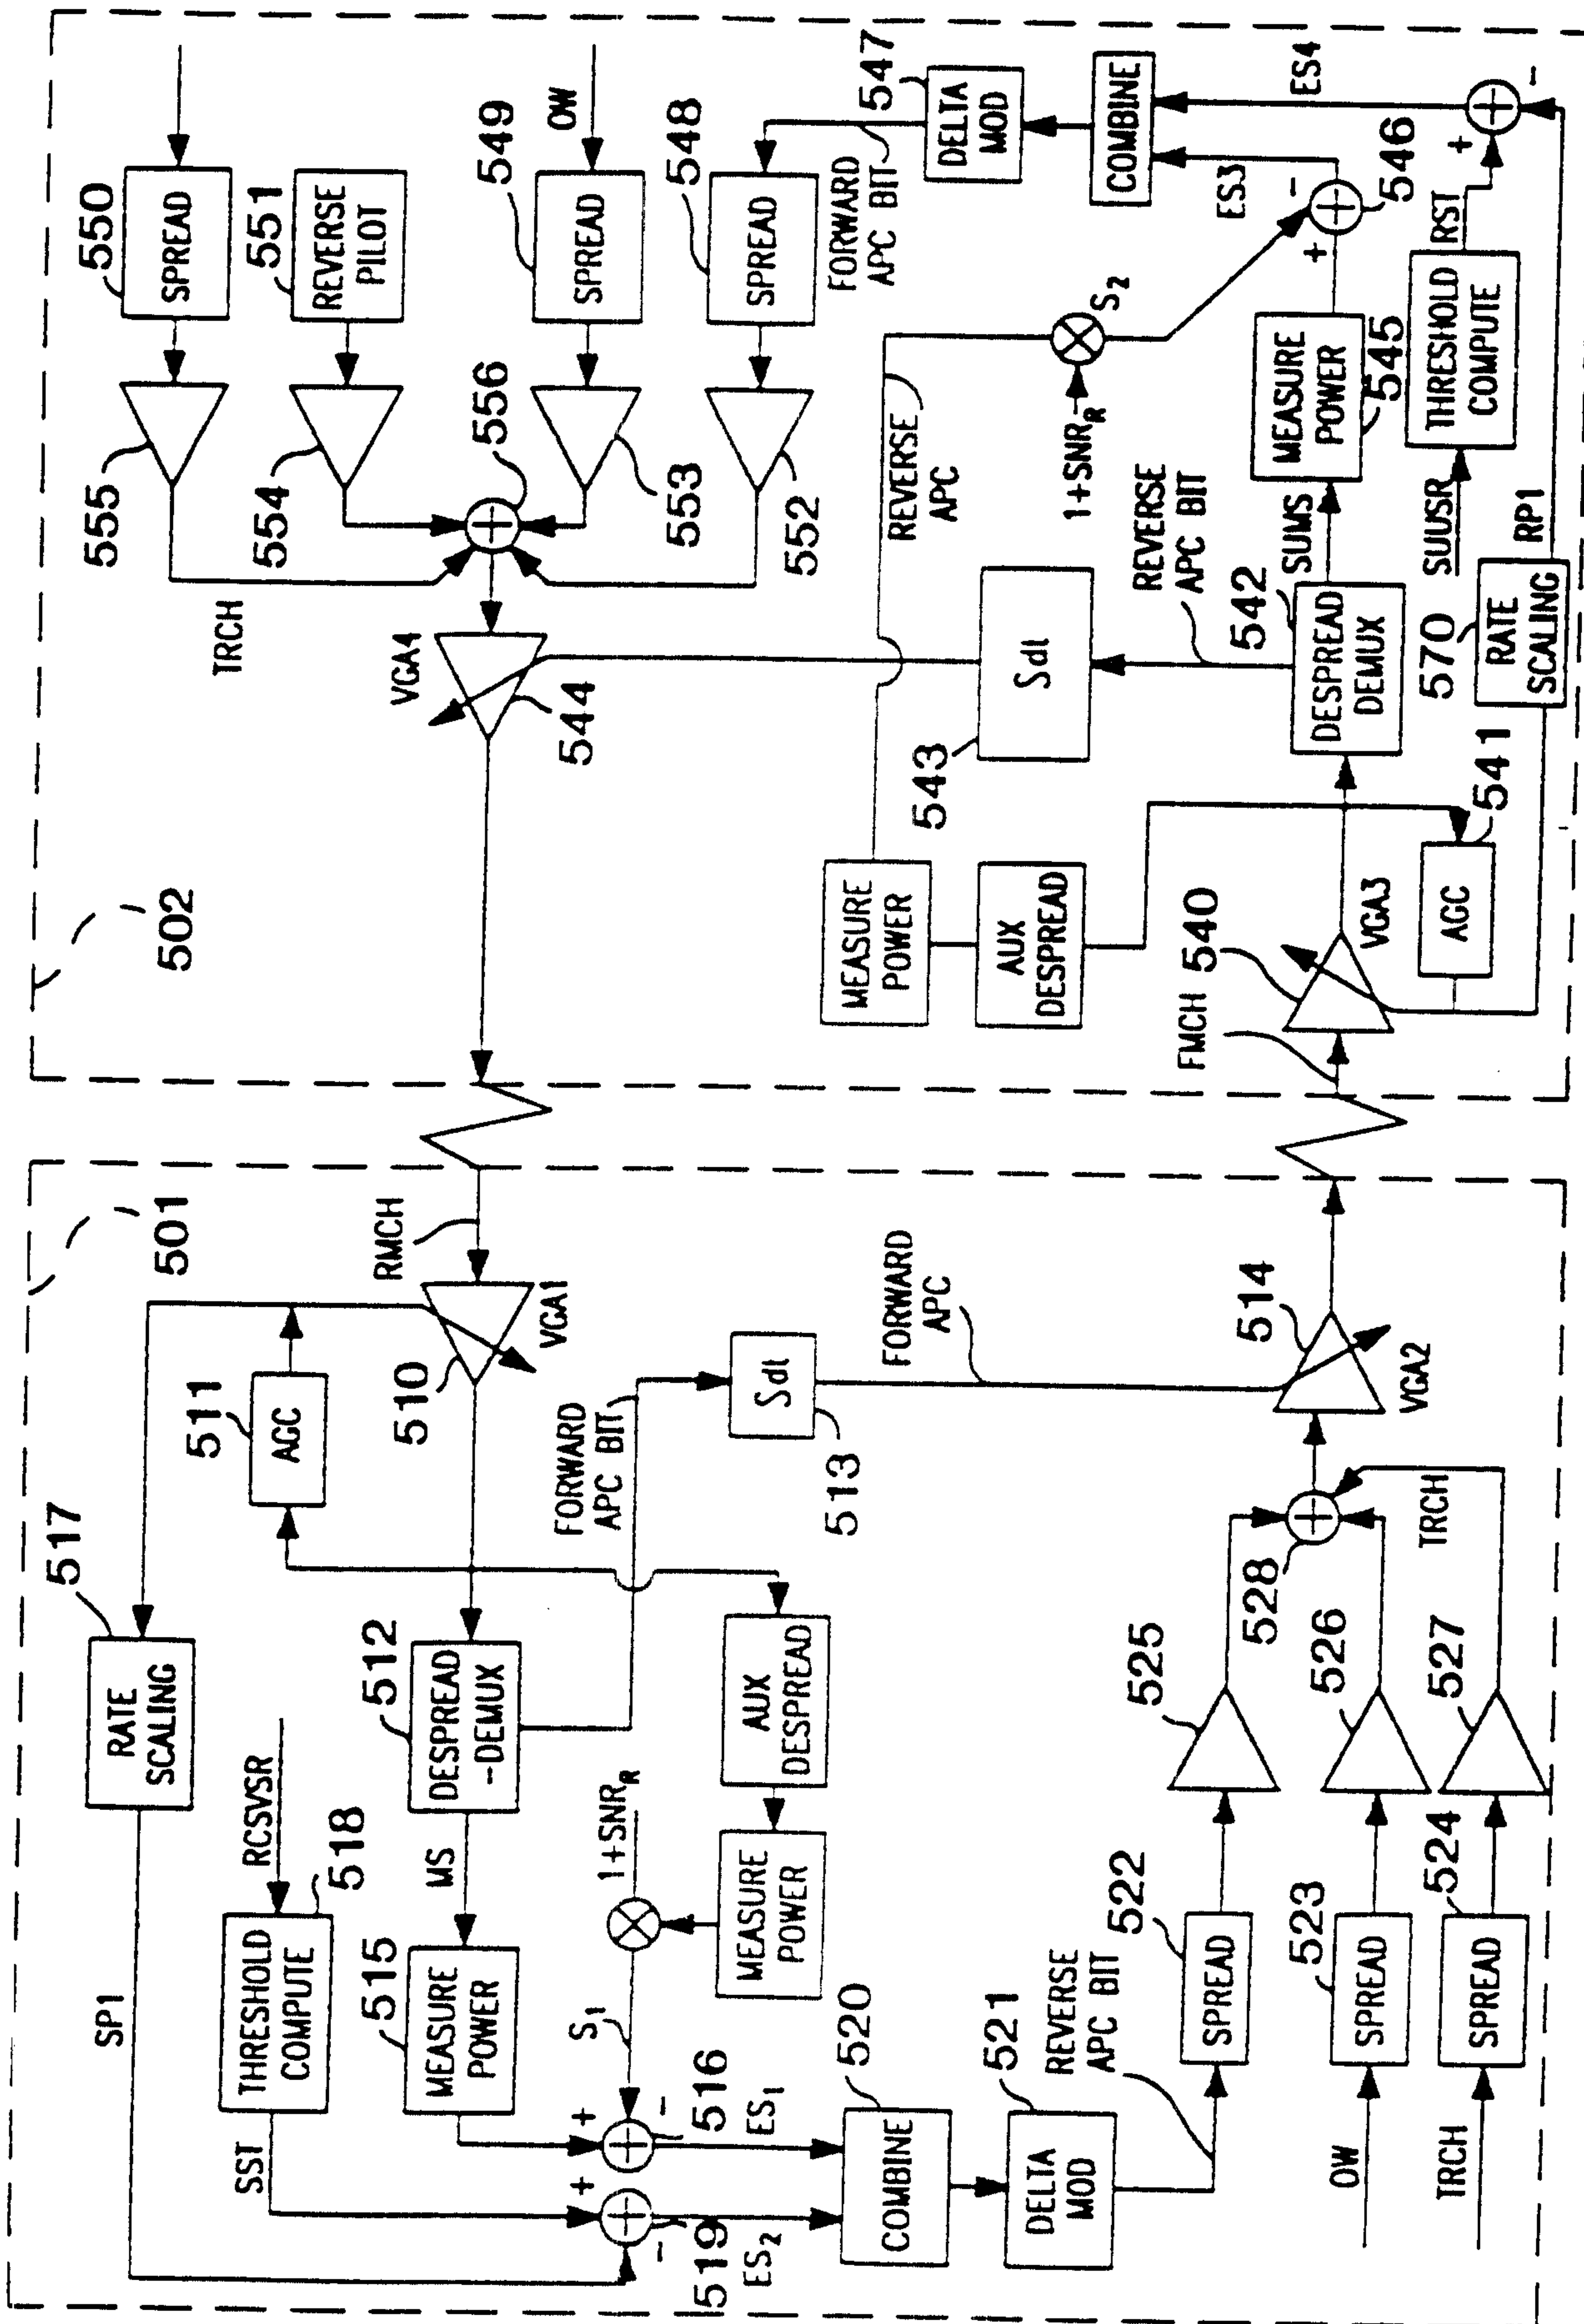 501
517
RATE
SCALING
SP1
511
AGC
RMCH
VGA1
510
RCSVSR
518
THRESHOLD
COMPUTE
SST
512
DESPREAD
-DEMUX
MS
515
MEASURE
POWER
FORWARD
APC BIT
Sdt
513
FORWARD
APC
AUX
DESPREAD
MEASURE
POWER
1+SNRR
S1
+
-
516
ES1
+
-
519
ES2
520
COMBINE
521
DELTA
MOD
REVERSE
APC BIT
522
SPREAD
525
OW
523
SPREAD
526
TRCH
524
SPREAD
527
TRCH
528
514
VGA2
502
550
SPREAD
555
TRCH
551
REVERSE
PILOT
554
556
OW
549
SPREAD
553
548
SPREAD
552
FORWARD
APC BIT
547
DELTA
MOD
COMBINE
ES3
ES4
VGA4
544
Sdt
543
REVERSE
APC
1+SNRR
S2
-
+
546
REVERSE
APC BIT
MEASURE
POWER
AUX
DESPREAD
FMCH
540
VGA3
AGC
541
542
DESPREAD
DEMUX
SUMS
MEASURE
POWER
545
SUUSR
THRESHOLD
COMPUTE
RST
+
-
570
RATE
SCALING
RP1